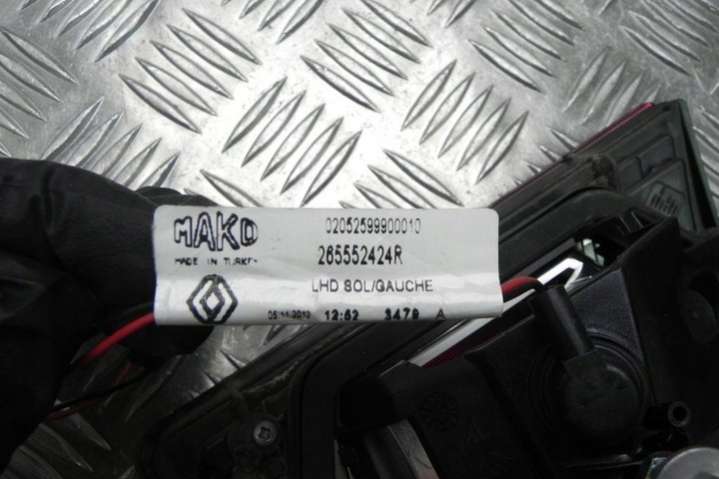 MAKO
MADE IN TURKEY
02052599900010
265552424R
LHD SOL/GAUCHE
12:52 3479 A